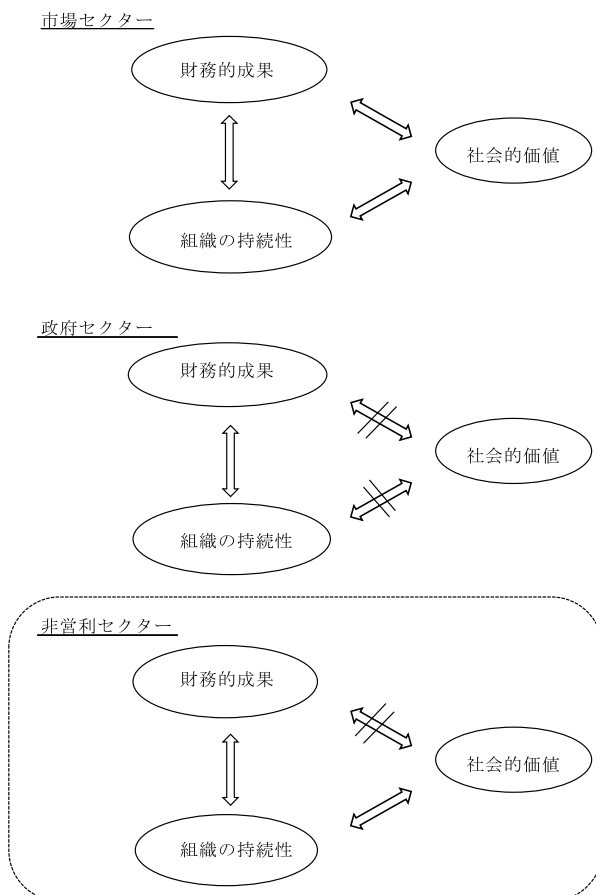 市場セクター
財務的成果
社会的価値
組織の持続性
政府セクター
財務的成果
社会的価値
組織の持続性
非営利セクター
財務的成果
社会的価値
組織の持続性